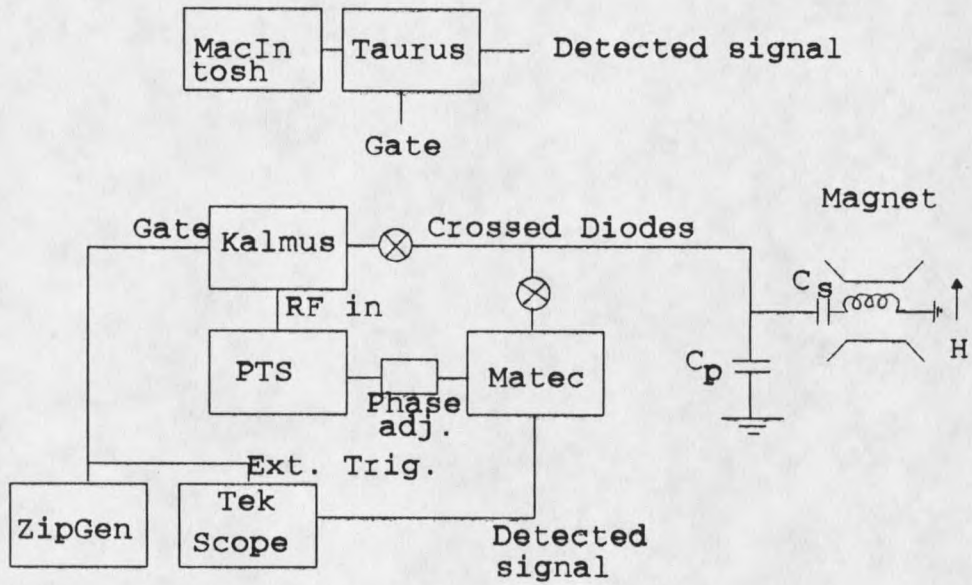 MacIn
tosh
Taurus
Detected signal
Gate
Magnet
Gate
Kalmus
Crossed Diodes
Cs
RF in
H
PTS
Matec
Cp
Phase
adj.
Ext. Trig.
ZipGen
Tek
Scope
Detected
signal